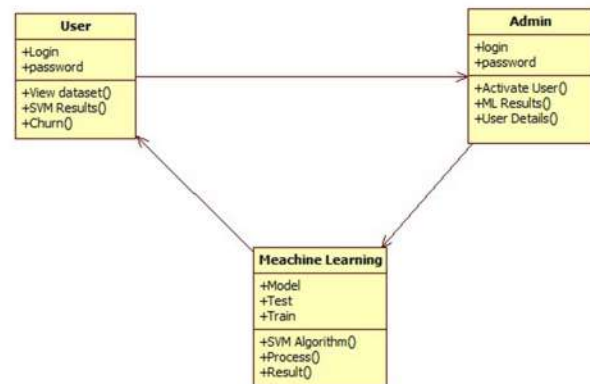 User
+Login
+password
+View dataset()
+SVM Results()
+Churn()
Admin
+login
+password
+Activate User()
+ML Results()
+User Details()
Meachine Learning
+Model
+Test
+Train
+SVM Algorithm()
+Process()
+Result()